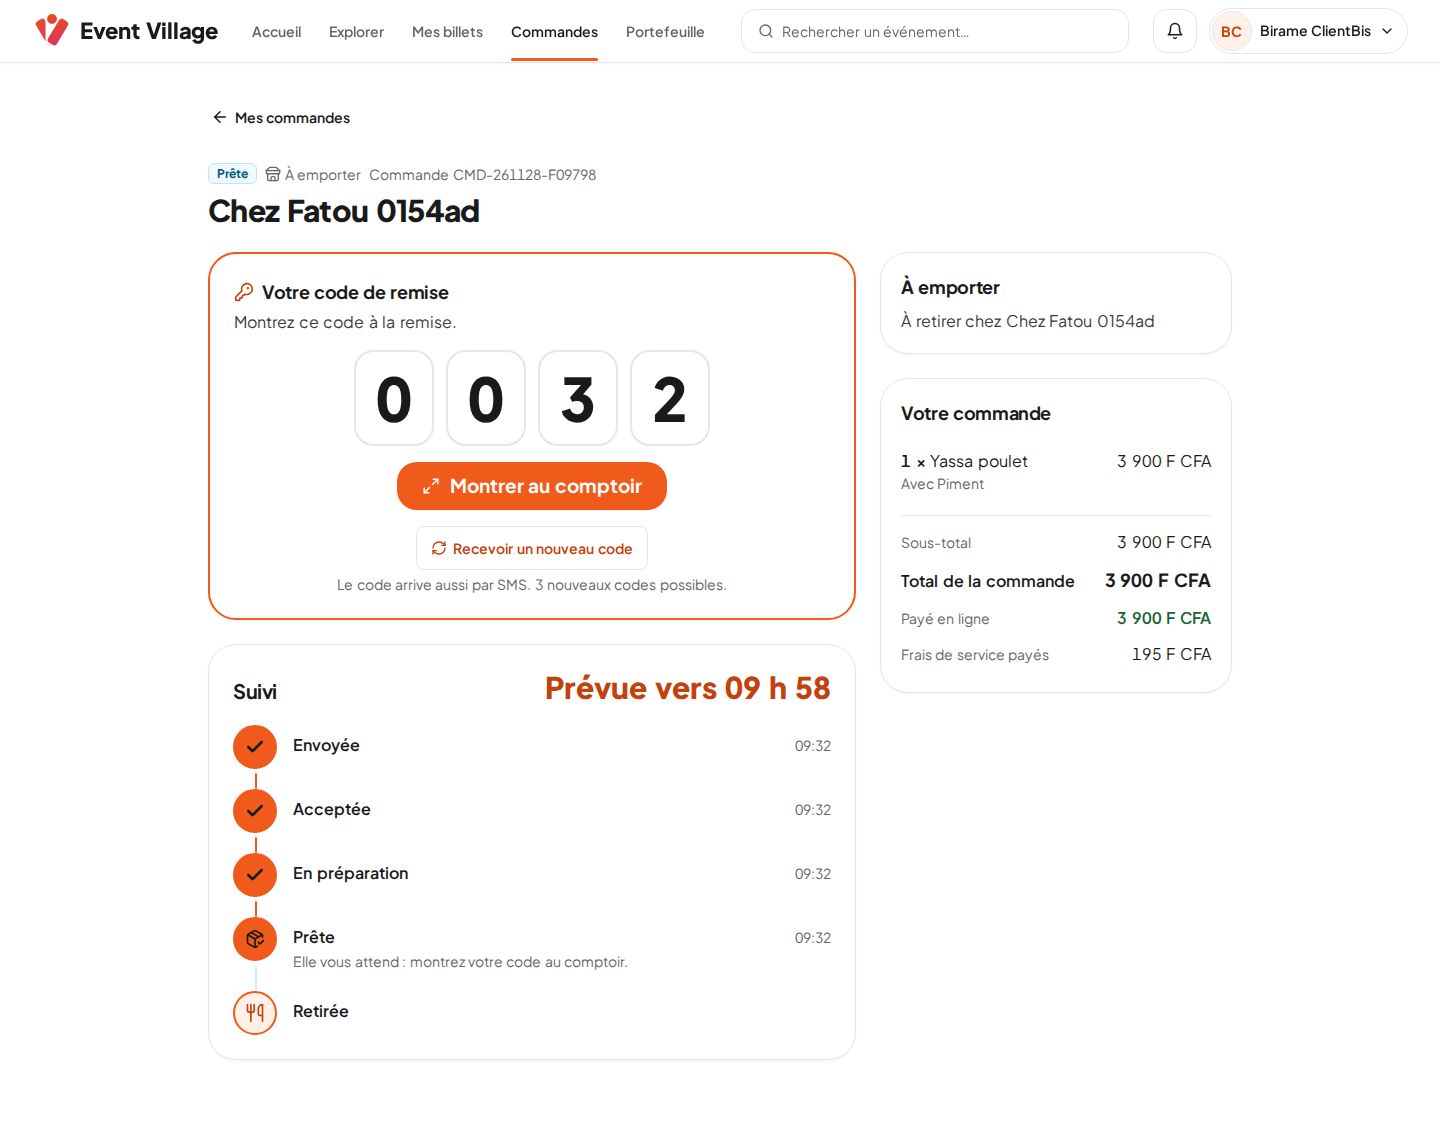 Event Village
Accueil
Explorer
Mes billets
Commandes
Portefeuille
Rechercher un événement…
BC
Birame ClientBis
Mes commandes
Prête
À emporter
Commande CMD-261128-F09798
Chez Fatou 0154ad
Votre code de remise
Montrez ce code à la remise.
0 0 3 2
Montrer au comptoir
Recevoir un nouveau code
Le code arrive aussi par SMS. 3 nouveaux codes possibles.
Suivi
Prévue vers 09 h 58
Envoyée 09:32
Acceptée 09:32
En préparation 09:32
Prête 09:32
Elle vous attend : montrez votre code au comptoir.
Retirée
À emporter
À retirer chez Chez Fatou 0154ad
Votre commande
1 × Yassa poulet 3 900 F CFA
Avec Piment
Sous-total 3 900 F CFA
Total de la commande 3 900 F CFA
Payé en ligne 3 900 F CFA
Frais de service payés 195 F CFA